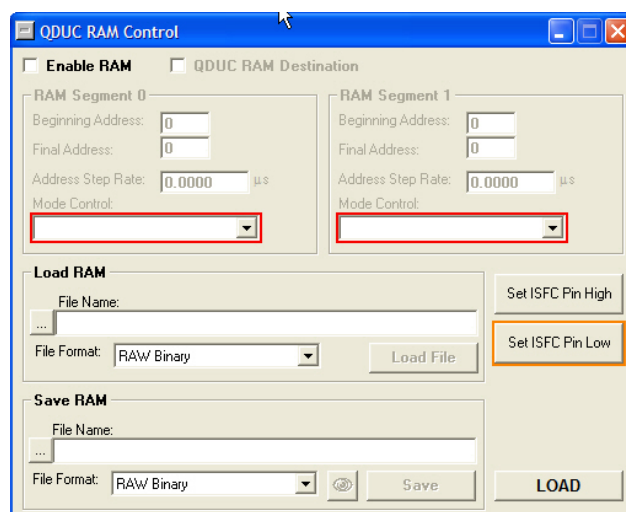 QDUC RAM Control
Enable RAM
QDUC RAM Destination
RAM Segment 0
Beginning Address: 0
Final Address: 0
Address Step Rate: 0.0000 µs
Mode Control:
RAM Segment 1
Beginning Address: 0
Final Address: 0
Address Step Rate: 0.0000 µs
Mode Control:
Load RAM
File Name:
...
File Format: RAW Binary
Load File
Set ISFC Pin High
Set ISFC Pin Low
Save RAM
File Name:
...
File Format: RAW Binary
Save
LOAD